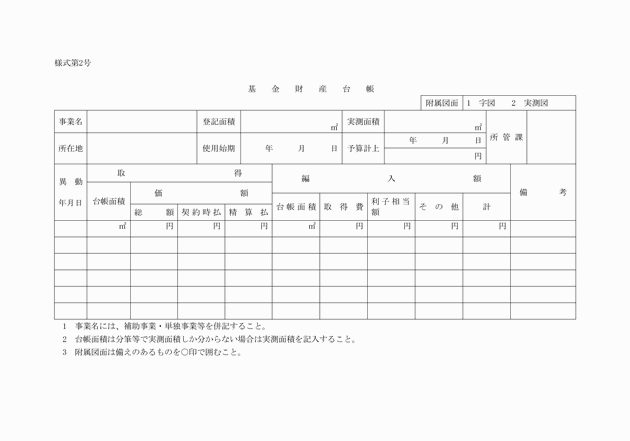 様式第2号
基金財産台帳
附属図面 1 字図 2 実測図
事業名 登記面積 ㎡ 実測面積 ㎡ 所管課
所在地 使用始期 年 月 日 予算計上 年 月 日
円
異動年月日 取得 編入額 備考
台帳面積 価額
総額 契約時払 精算払 台帳面積 取得費 利子相当額 その他 計
㎡ 円 円 円 ㎡ 円 円 円 円
1 事業名には、補助事業・単独事業等を併記すること。
2 台帳面積は分筆等で実測面積しか分からない場合は実測面積を記入すること。
3 附属図面は備えのあるものを○印で囲むこと。